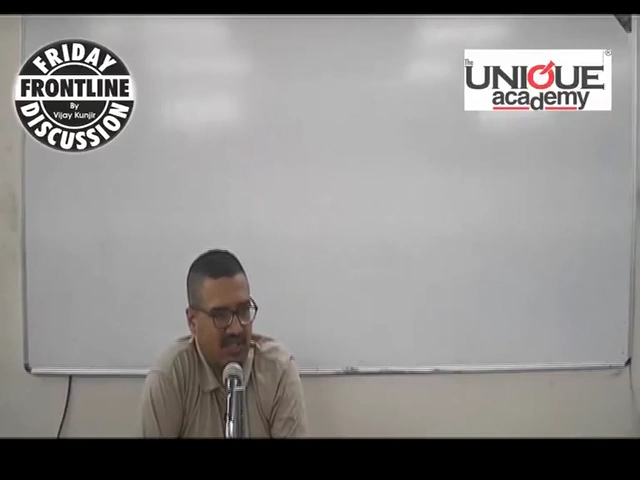 FRIDAY
FRONTLINE
By
Vijay Kunjir
DISCUSSION
The
UNIQUE
academy
®